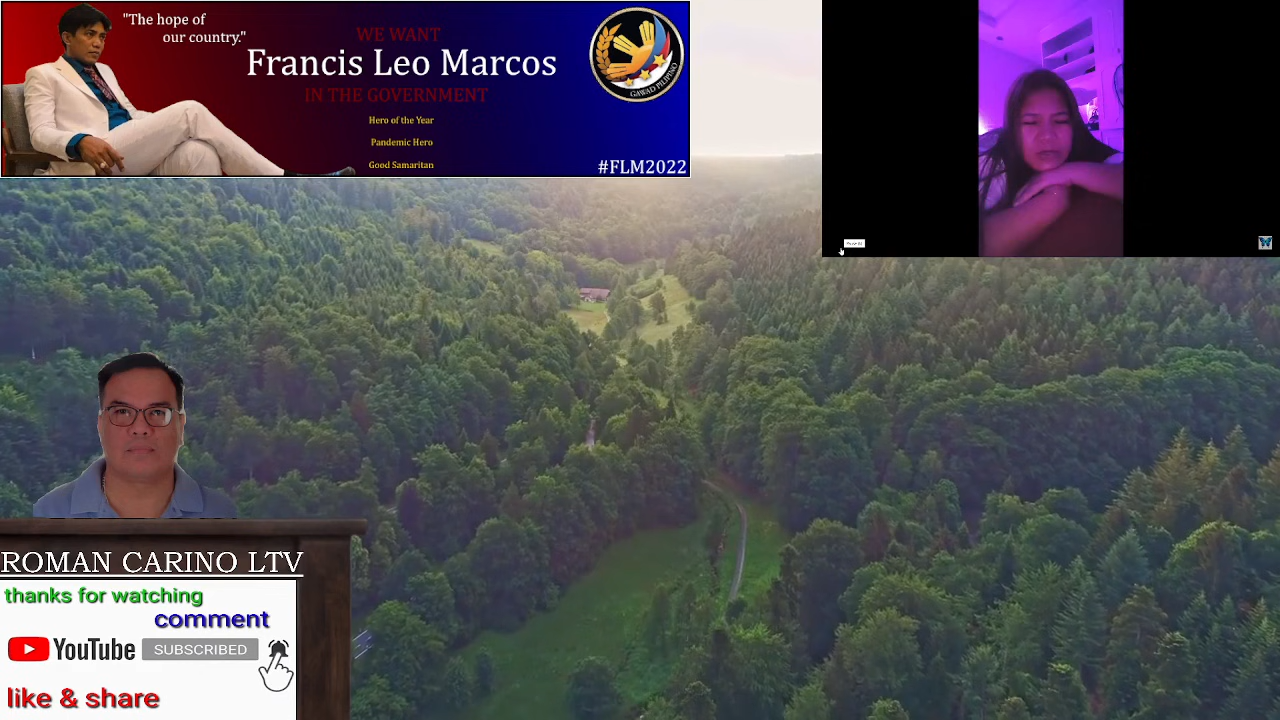 "The hope of
our country."
WE WANT
Francis Leo Marcos
IN THE GOVERNMENT
Hero of the Year
Pandemic Hero
Good Samaritan
GAWAD PILIPINO
#FLM2022
ROMAN CARINO LTV
thanks for watching
comment
YouTube SUBSCRIBED
like & share